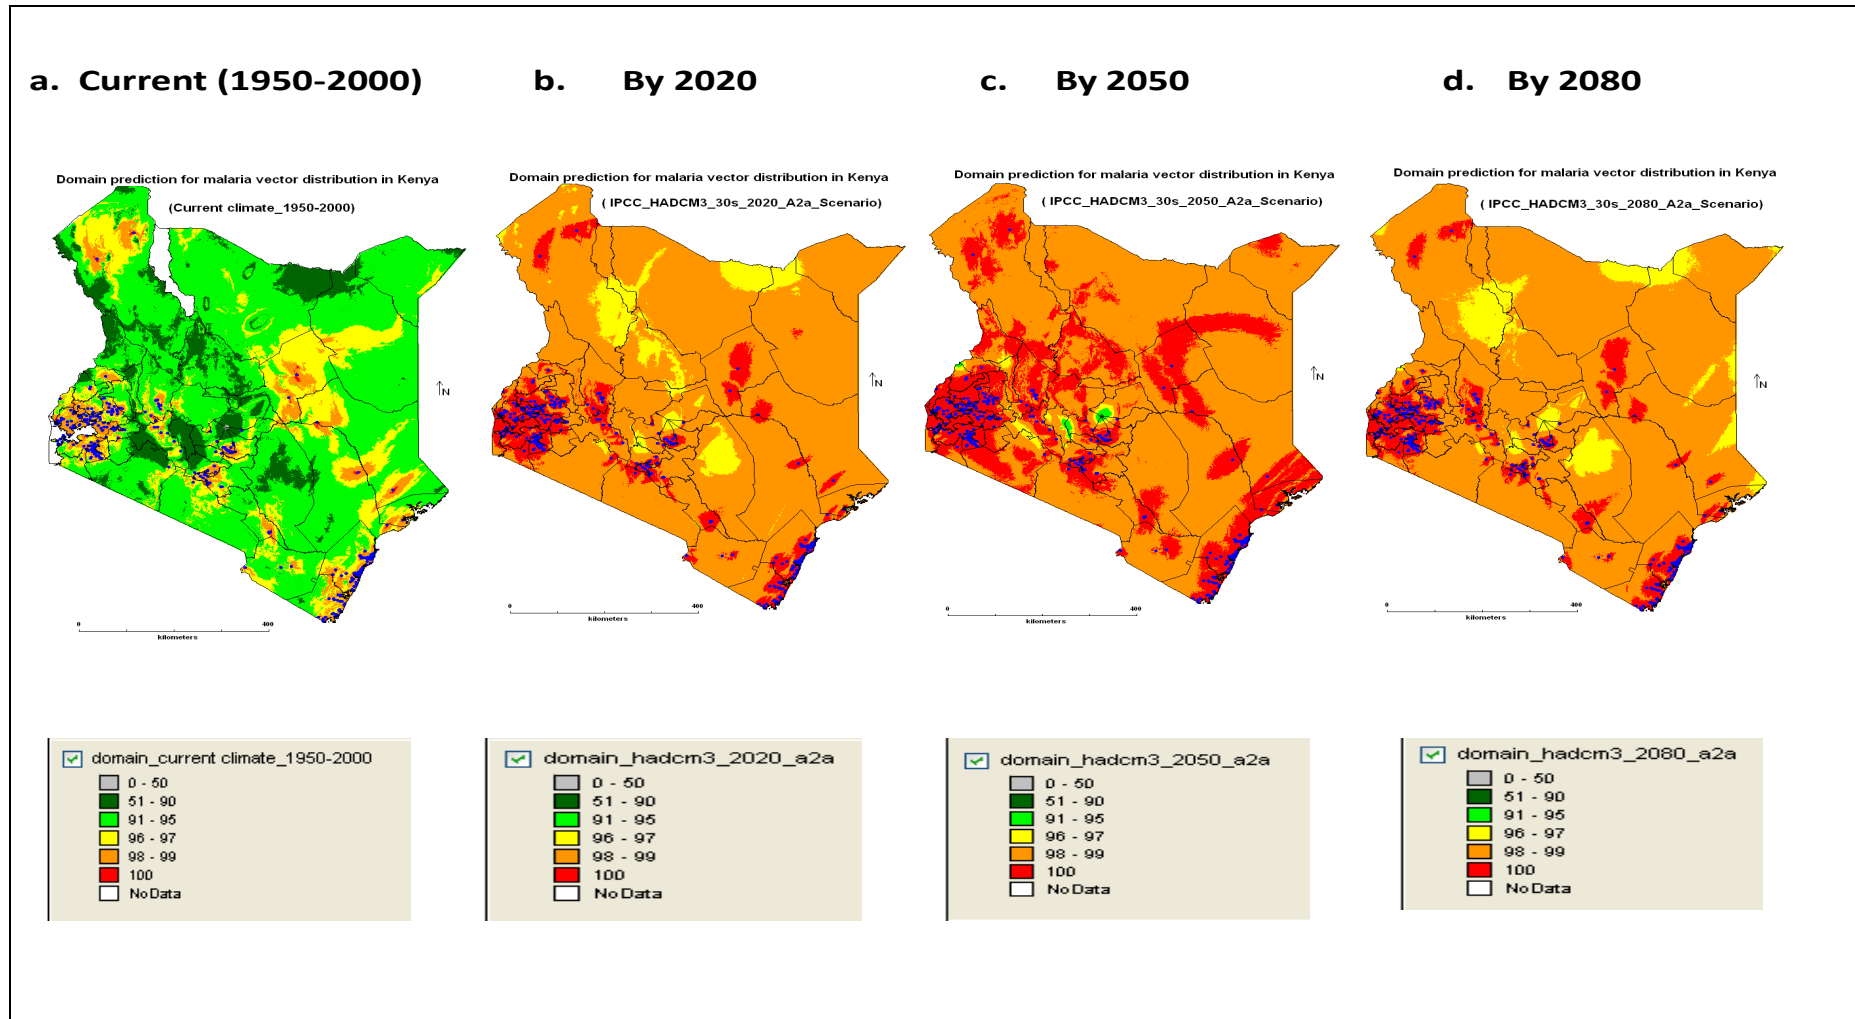 a. Current (1950-2000)
b. By 2020
c. By 2050
d. By 2080
Domain prediction for malaria vector distribution in Kenya
(Current climate_1950-2000)
N
0 400
kilometers
Domain prediction for malaria vector distribution in Kenya
( IPCC_HADCM3_30s_2020_A2a_Scenario)
N
0 400
kilometers
Domain prediction for malaria vector distribution in Kenya
( IPCC_HADCM3_30s_2050_A2a_Scenario)
N
0 400
kilometers
Domain prediction for malaria vector distribution in Kenya
( IPCC_HADCM3_30s_2080_A2a_Scenario)
N
0 400
kilometers
domain_current climate_1950-2000
0 - 50
51 - 90
91 - 95
96 - 97
98 - 99
100
No Data
domain_hadcm3_2020_a2a
0 - 50
51 - 90
91 - 95
96 - 97
98 - 99
100
No Data
domain_hadcm3_2050_a2a
0 - 50
51 - 90
91 - 95
96 - 97
98 - 99
100
No Data
domain_hadcm3_2080_a2a
0 - 50
51 - 90
91 - 95
96 - 97
98 - 99
100
No Data